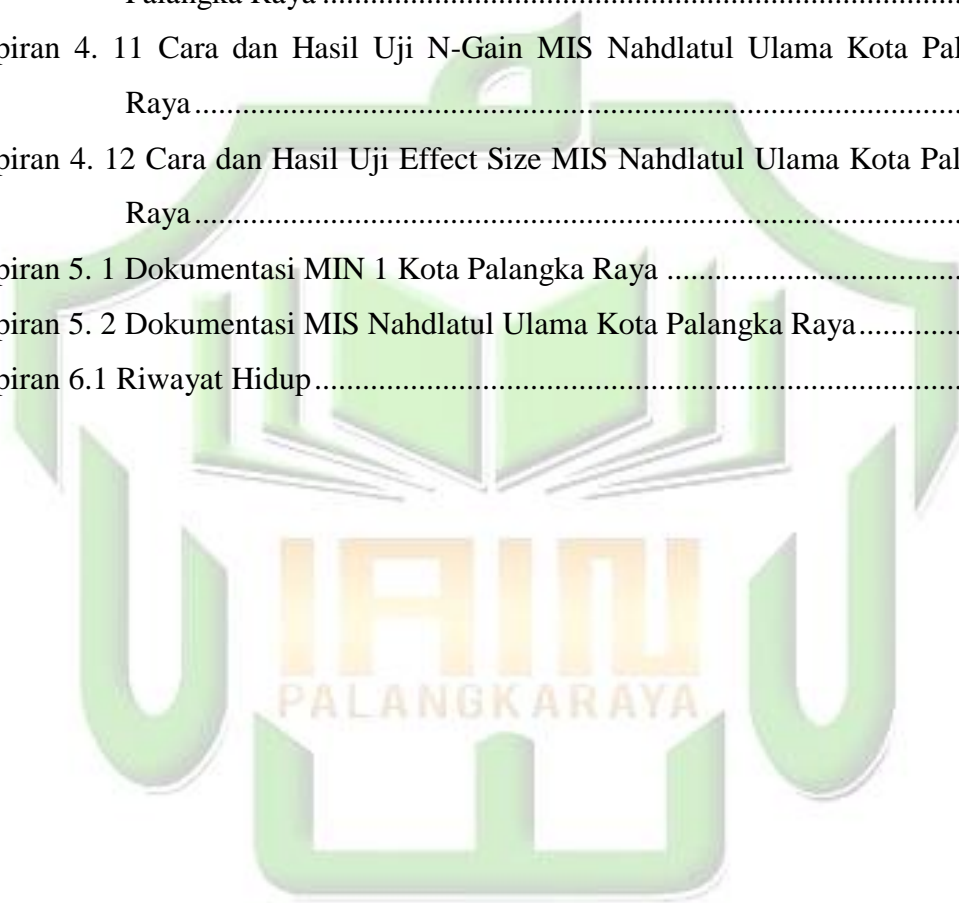 Palangka Raya
piran 4. 11 Cara dan Hasil Uji N-Gain MIS Nahdlatul Ulama Kota Pal
Raya
piran 4. 12 Cara dan Hasil Uji Effect Size MIS Nahdlatul Ulama Kota Pal
Raya
piran 5. 1 Dokumentasi MIN 1 Kota Palangka Raya
piran 5. 2 Dokumentasi MIS Nahdlatul Ulama Kota Palangka Raya
piran 6.1 Riwayat Hidup
IAIN
PALANGKARAYA